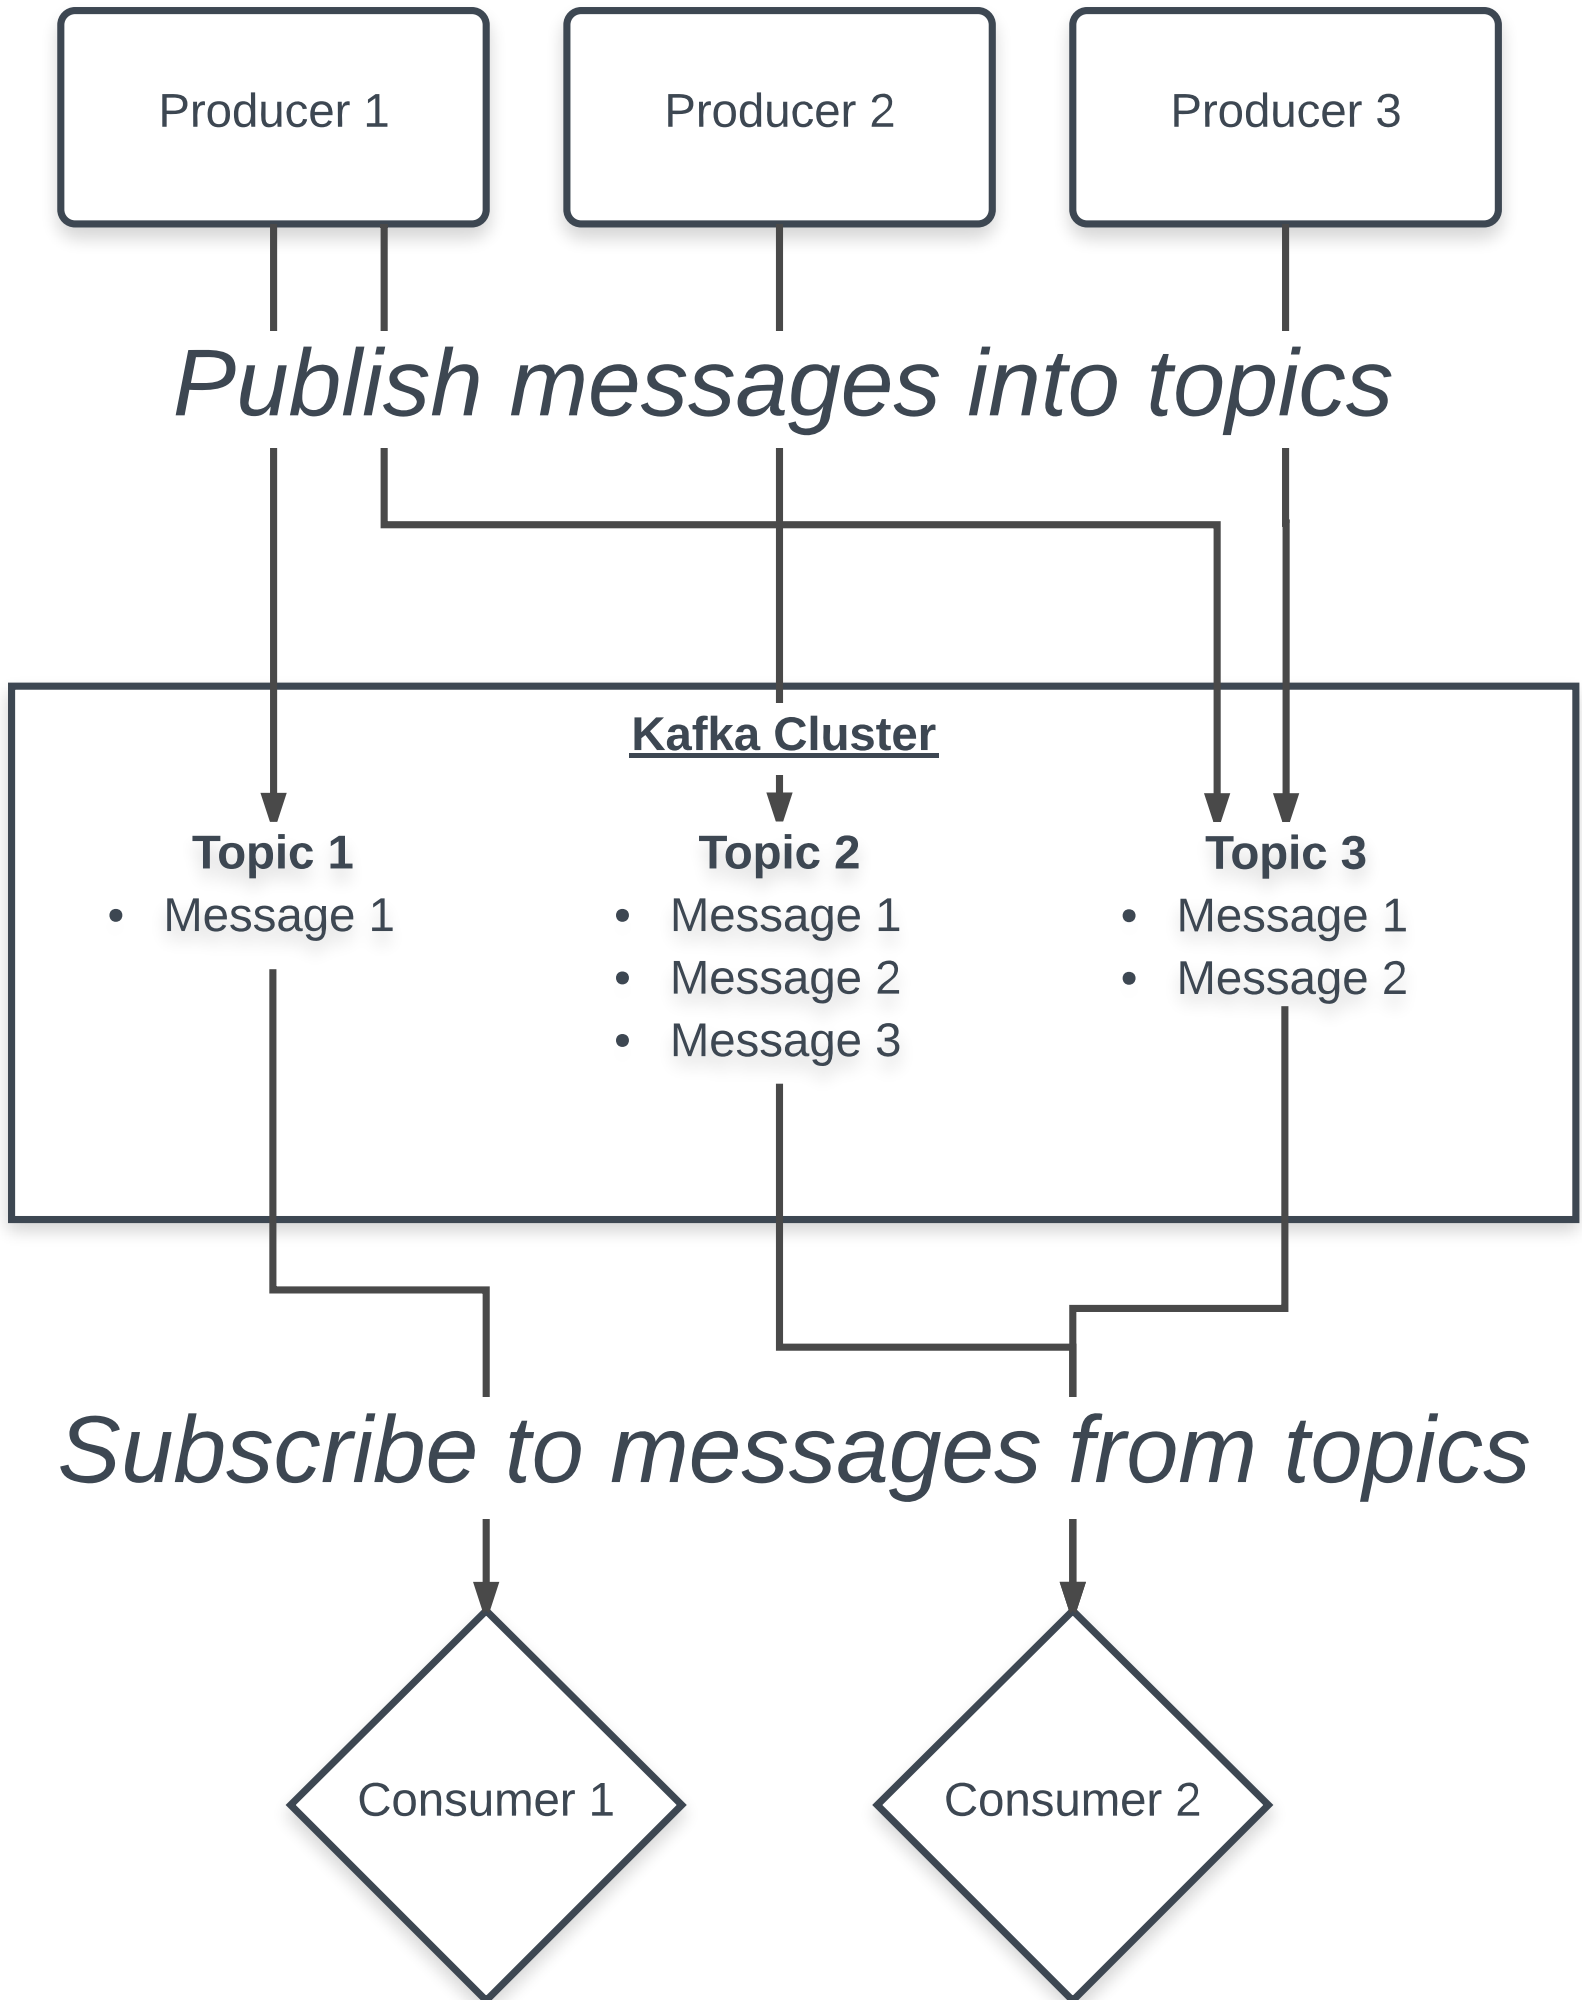 Producer 1
Producer 2
Producer 3
Publish messages into topics
Kafka Cluster
Topic 1
• Message 1
Topic 2
• Message 1
• Message 2
• Message 3
Topic 3
• Message 1
• Message 2
Subscribe to messages from topics
Consumer 1
Consumer 2